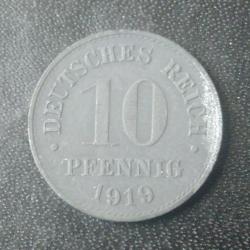 · DEUTSCHES REICH ·
10
PFENNIG
1919